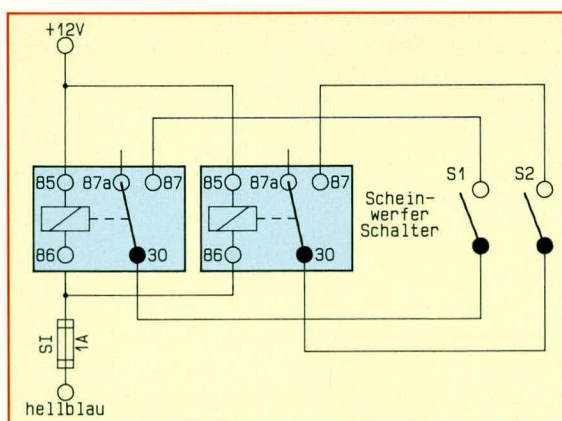 +12V
85 87a 87
86 30
85 87a 87
86 30
Schein-
werfer
Schalter
S1
S2
SI
1A
hellblau